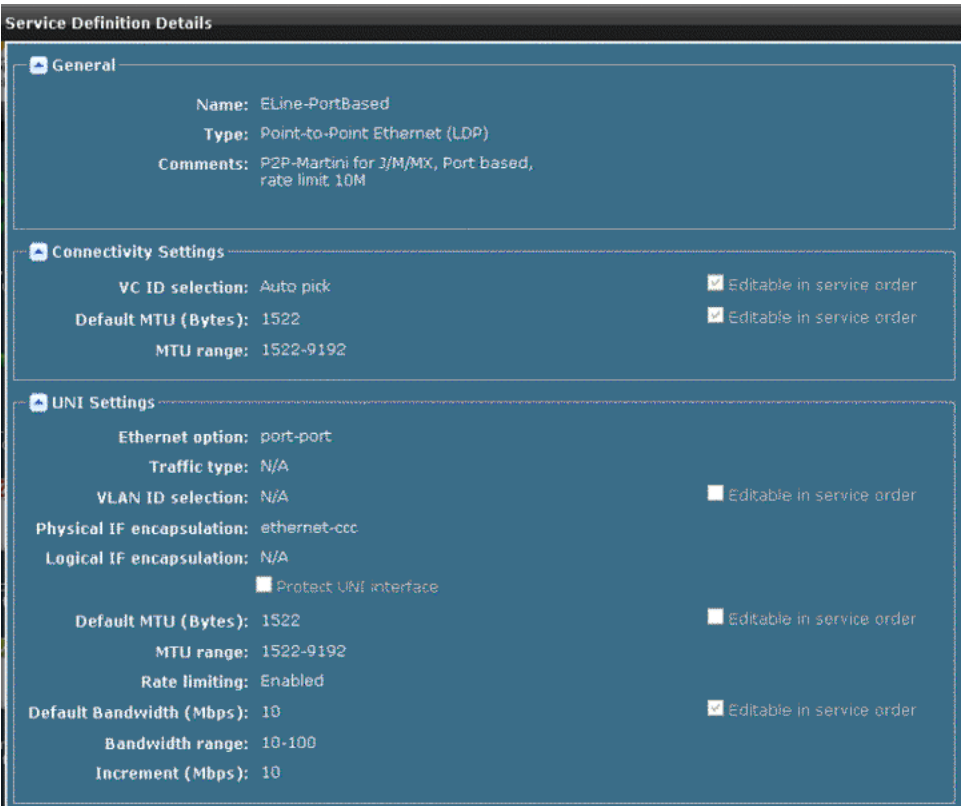 Service Definition Details
General
Name: ELine-PortBased
Type: Point-to-Point Ethernet (LDP)
Comments: P2P-Martini for J/M/MX, Port based,
rate limit 10M
Connectivity Settings
VC ID selection: Auto pick Editable in service order
Default MTU (Bytes): 1522 Editable in service order
MTU range: 1522-9192
UNI Settings
Ethernet option: port-port
Traffic type: N/A
VLAN ID selection: N/A Editable in service order
Physical IF encapsulation: ethernet-ccc
Logical IF encapsulation: N/A
Protect UNI interface
Default MTU (Bytes): 1522 Editable in service order
MTU range: 1522-9192
Rate limiting: Enabled
Default Bandwidth (Mbps): 10 Editable in service order
Bandwidth range: 10-100
Increment (Mbps): 10